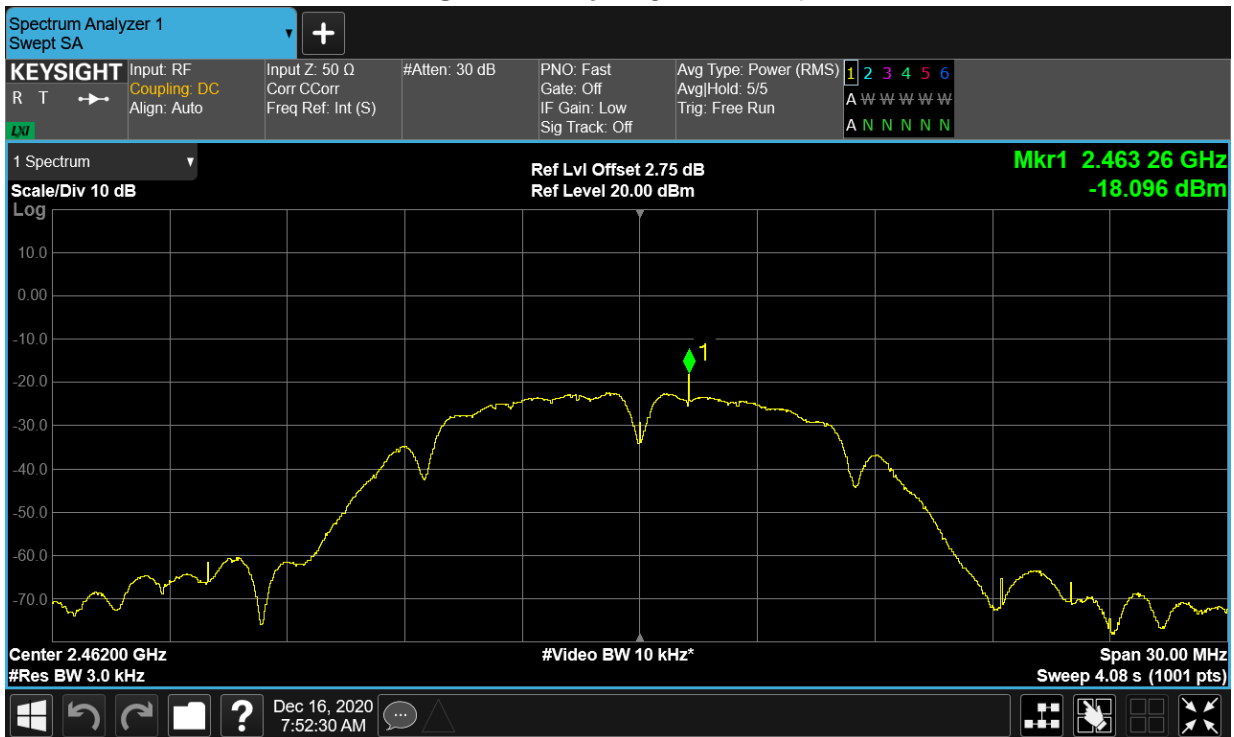 Spectrum Analyzer 1
Swept SA
+
KEYSIGHT
R T
LXI
Input: RF
Coupling: DC
Align: Auto
Input Z: 50 Ω
Corr CCorr
Freq Ref: Int (S)
#Atten: 30 dB
PNO: Fast
Gate: Off
IF Gain: Low
Sig Track: Off
Avg Type: Power (RMS)
Avg|Hold: 5/5
Trig: Free Run
1 2 3 4 5 6
A W W W W W
A N N N N N
1 Spectrum
Scale/Div 10 dB
Log
Ref Lvl Offset 2.75 dB
Ref Level 20.00 dBm
Mkr1 2.463 26 GHz
-18.096 dBm
10.0
0.00
-10.0
-20.0
-30.0
-40.0
-50.0
-60.0
-70.0
1
Center 2.46200 GHz
#Res BW 3.0 kHz
#Video BW 10 kHz*
Span 30.00 MHz
Sweep 4.08 s (1001 pts)
?
Dec 16, 2020
7:52:30 AM